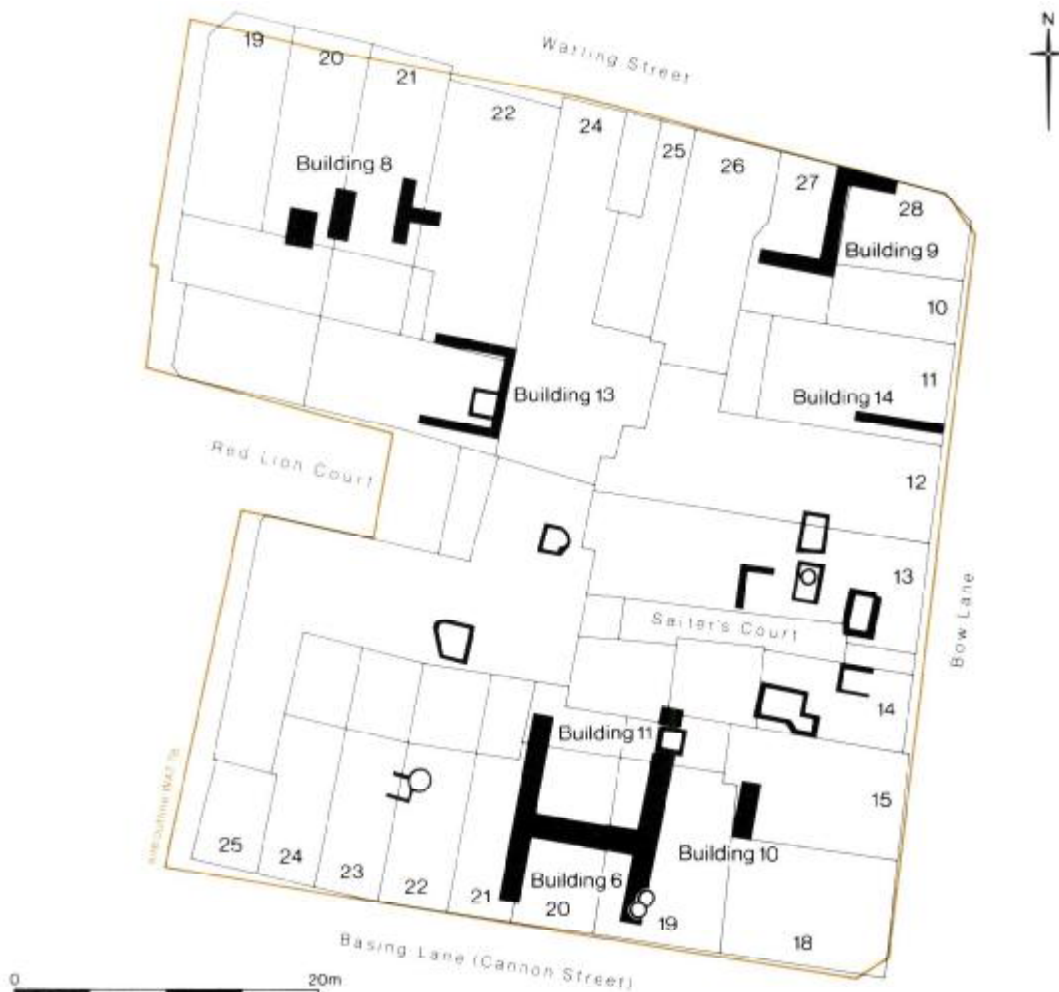 N
Watling Street
19
20
21
22
24
25
26
27
28
Building 8
Building 9
10
11
Building 13
Building 14
Red Lion Court
12
13
Salter's Court
Bow Lane
14
Building 11
15
Building 10
Building 6
25
24
23
22
21
20
19
18
Basing Lane (Cannon Street)
0 20m